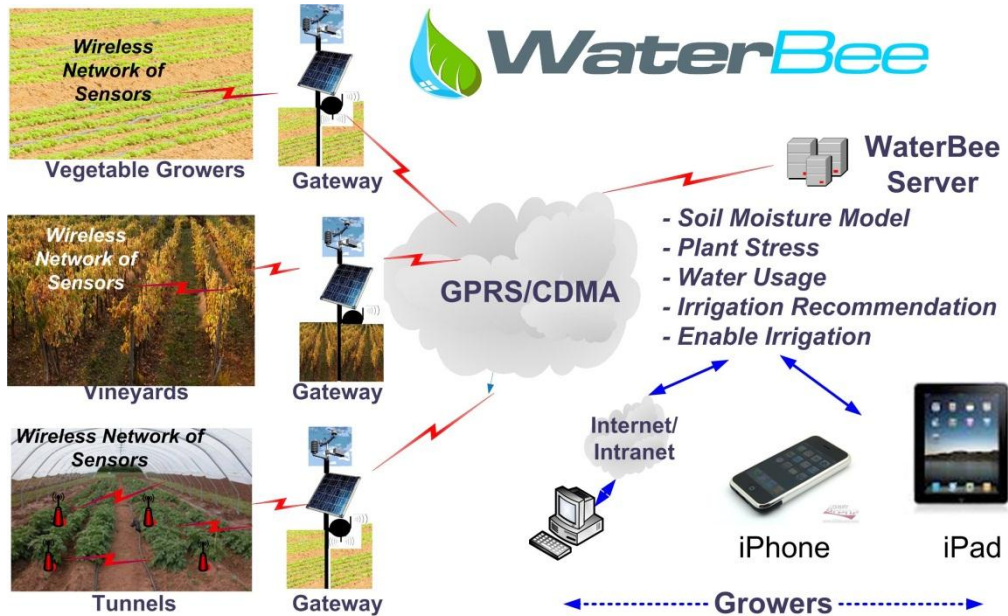 WaterBee
Wireless
Network of
Sensors
Vegetable Growers
Gateway
WaterBee
Server
- Soil Moisture Model
- Plant Stress
- Water Usage
- Irrigation Recommendation
- Enable Irrigation
Wireless
Network of
Sensors
Vineyards
Gateway
GPRS/CDMA
Wireless Network of
Sensors
Tunnels
Gateway
Internet/
Intranet
iPhone
iPad
Growers